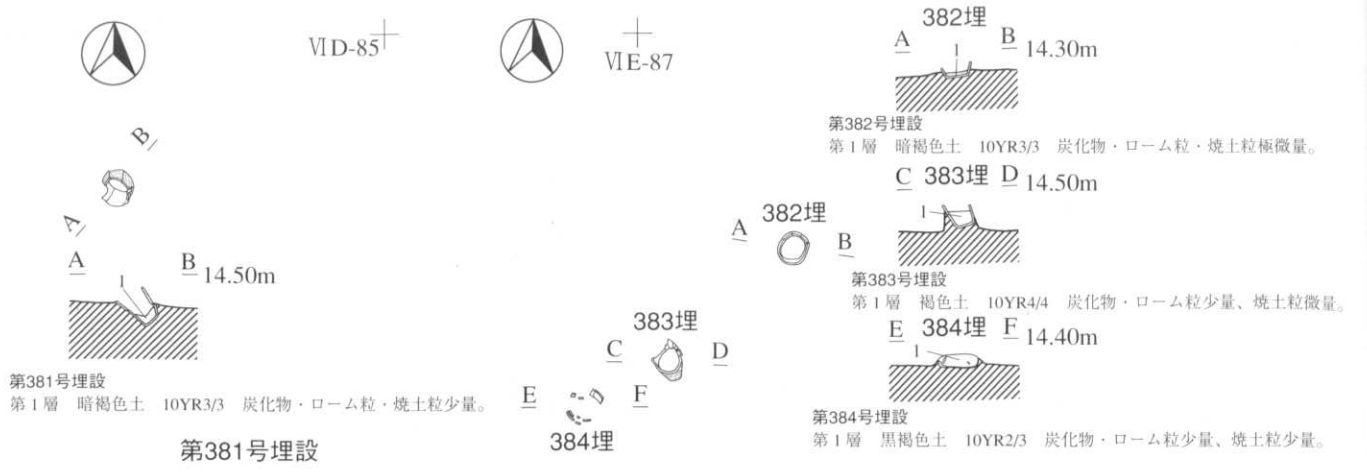 ⅥD-85
B
A
A B 14.50m
1
第381号埋設
第1層 暗褐色土 10YR3/3 炭化物・ローム粒・焼土粒少量。
第381号埋設
ⅥE-87
382埋
A B
383埋
C D
E F
384埋
382埋
A B 14.30m
1
第382号埋設
第1層 暗褐色土 10YR3/3 炭化物・ローム粒・焼土粒極微量。
C 383埋 D 14.50m
1
第383号埋設
第1層 褐色土 10YR4/4 炭化物・ローム粒少量、焼土粒微量。
E 384埋 F 14.40m
1
第384号埋設
第1層 黒褐色土 10YR2/3 炭化物・ローム粒少量、焼土粒少量。